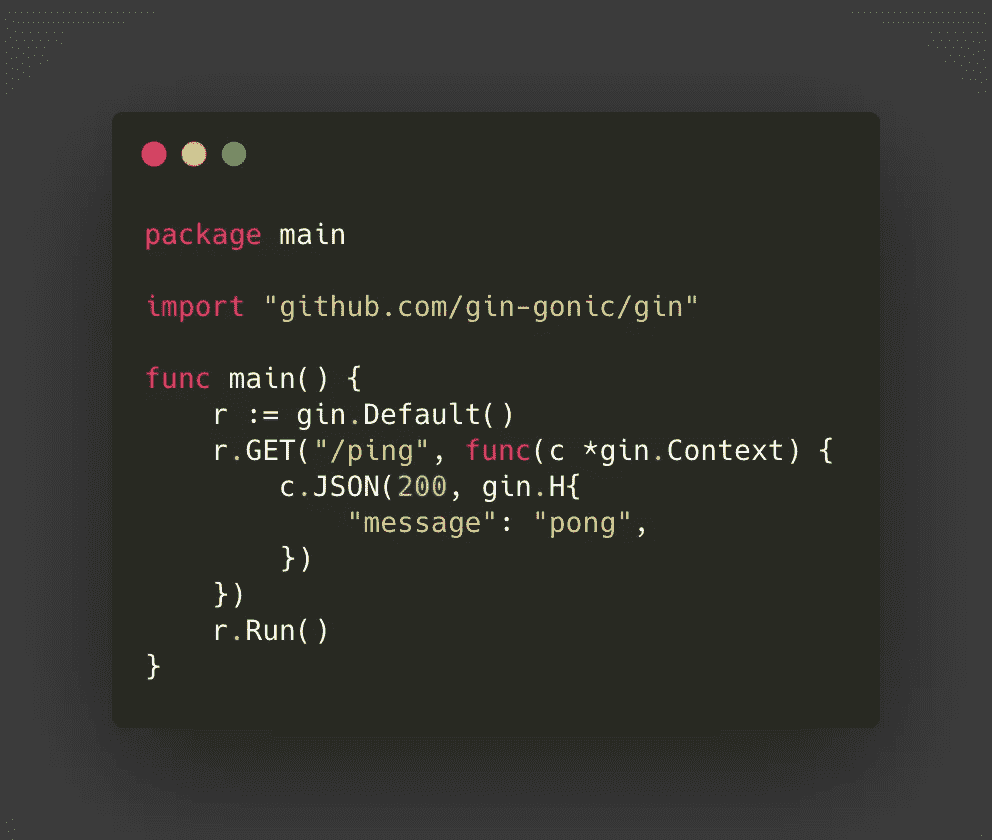 package main
import "github.com/gin-gonic/gin"
func main() {
    r := gin.Default()
    r.GET("/ping", func(c *gin.Context) {
        c.JSON(200, gin.H{
            "message": "pong",
        })
    })
    r.Run()
}